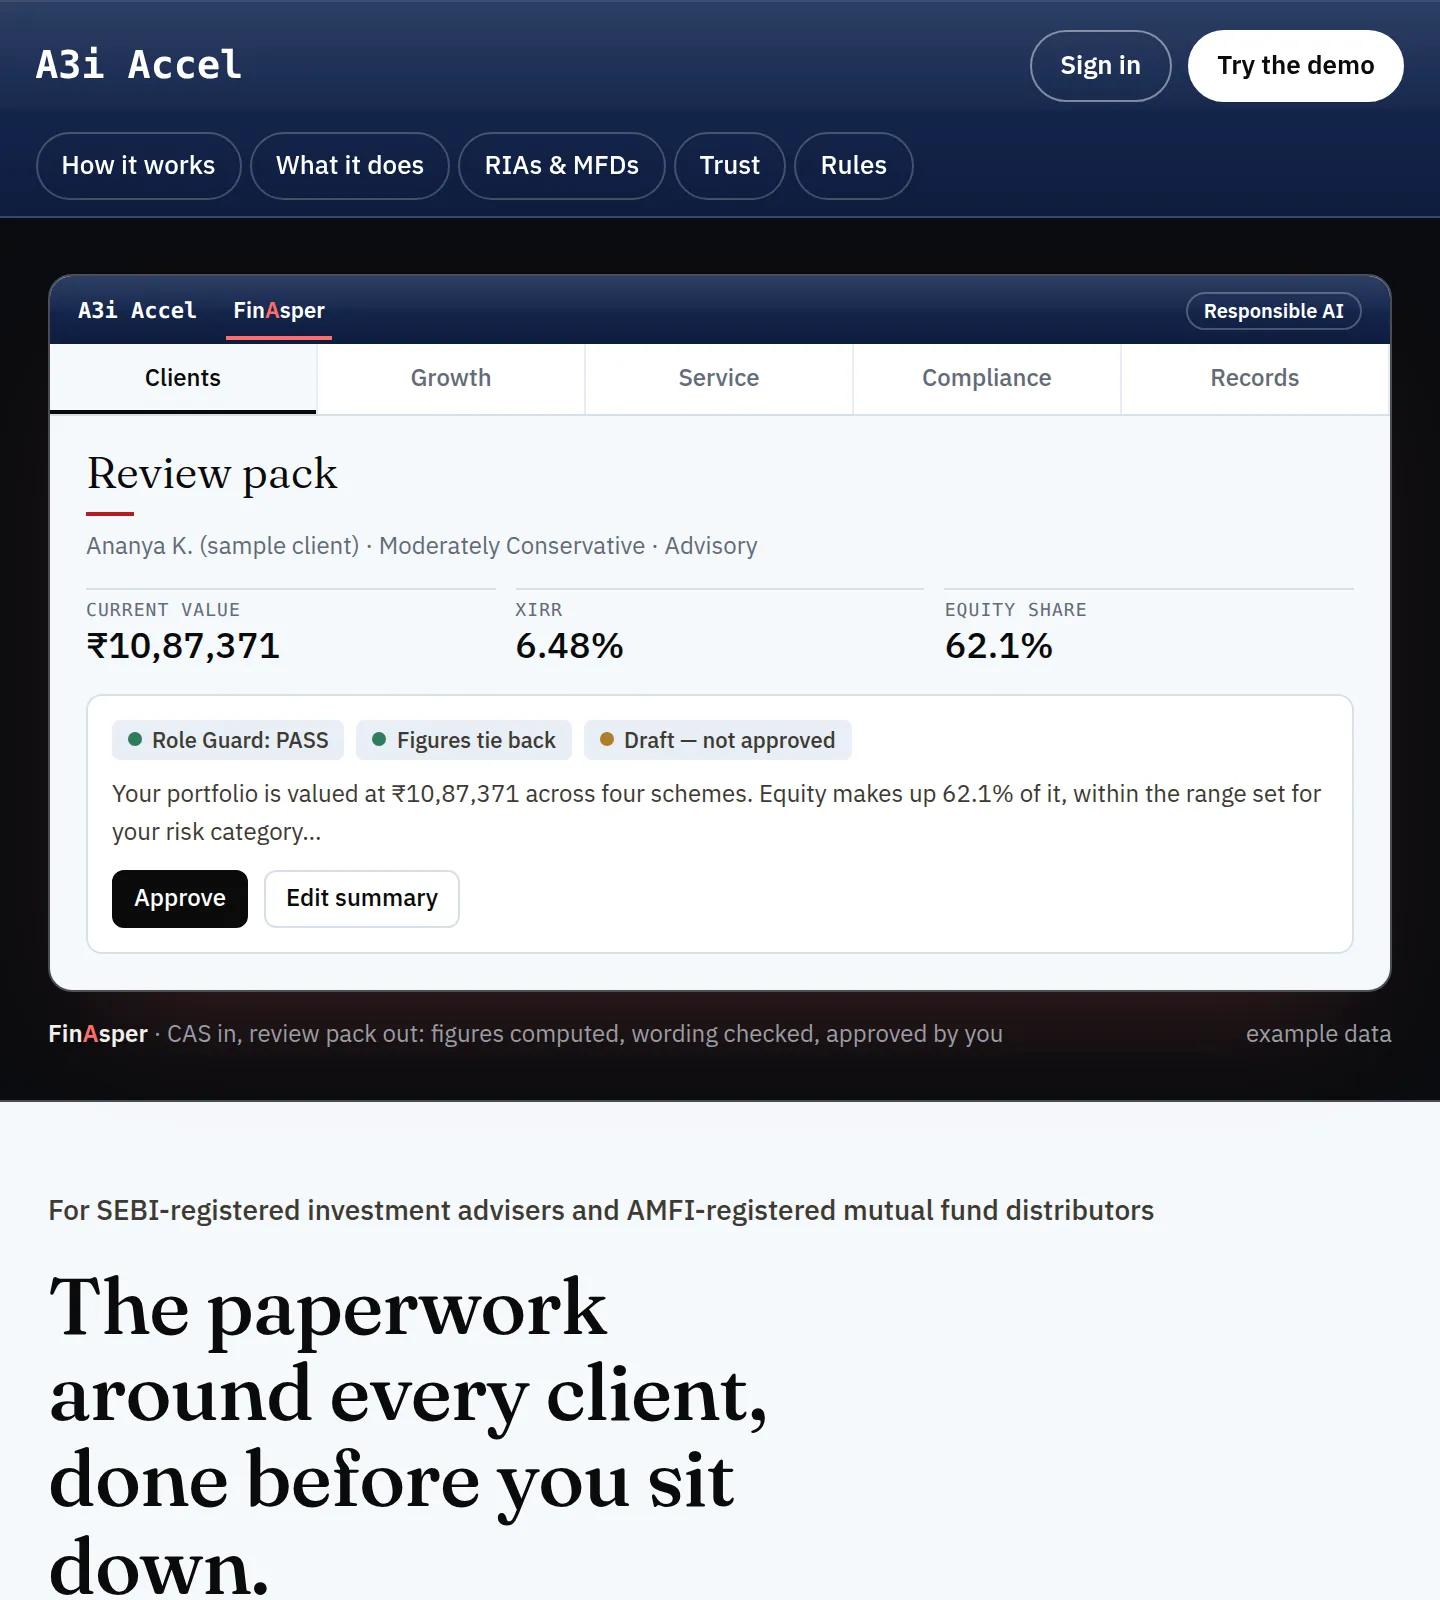 A3i Accel
Sign in
Try the demo
How it works
What it does
RIAs & MFDs
Trust
Rules
A3i Accel
FinAsper
Responsible AI
Clients
Growth
Service
Compliance
Records
Review pack
Ananya K. (sample client) · Moderately Conservative · Advisory
CURRENT VALUE
₹10,87,371
XIRR
6.48%
EQUITY SHARE
62.1%
Role Guard: PASS
Figures tie back
Draft — not approved
Your portfolio is valued at ₹10,87,371 across four schemes. Equity makes up 62.1% of it, within the range set for
your risk category…
Approve
Edit summary
FinAsper · CAS in, review pack out: figures computed, wording checked, approved by you
example data
For SEBI-registered investment advisers and AMFI-registered mutual fund distributors
The paperwork
around every client,
done before you sit
down.